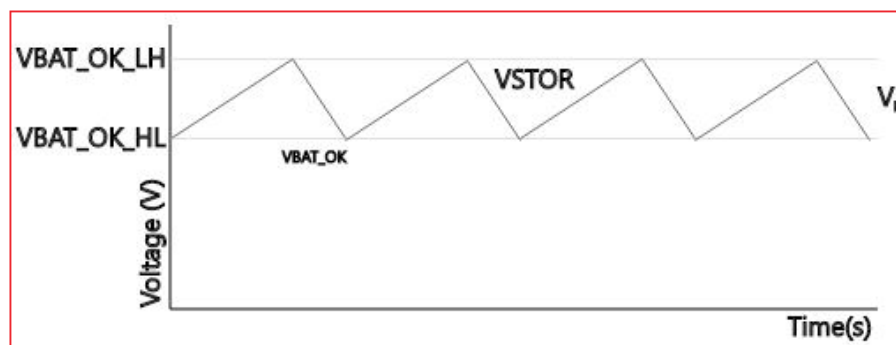 VBAT_OK_LH
VSTOR
VBAT_OK_HL
VBAT_OK
Voltage (V)
Time(s)